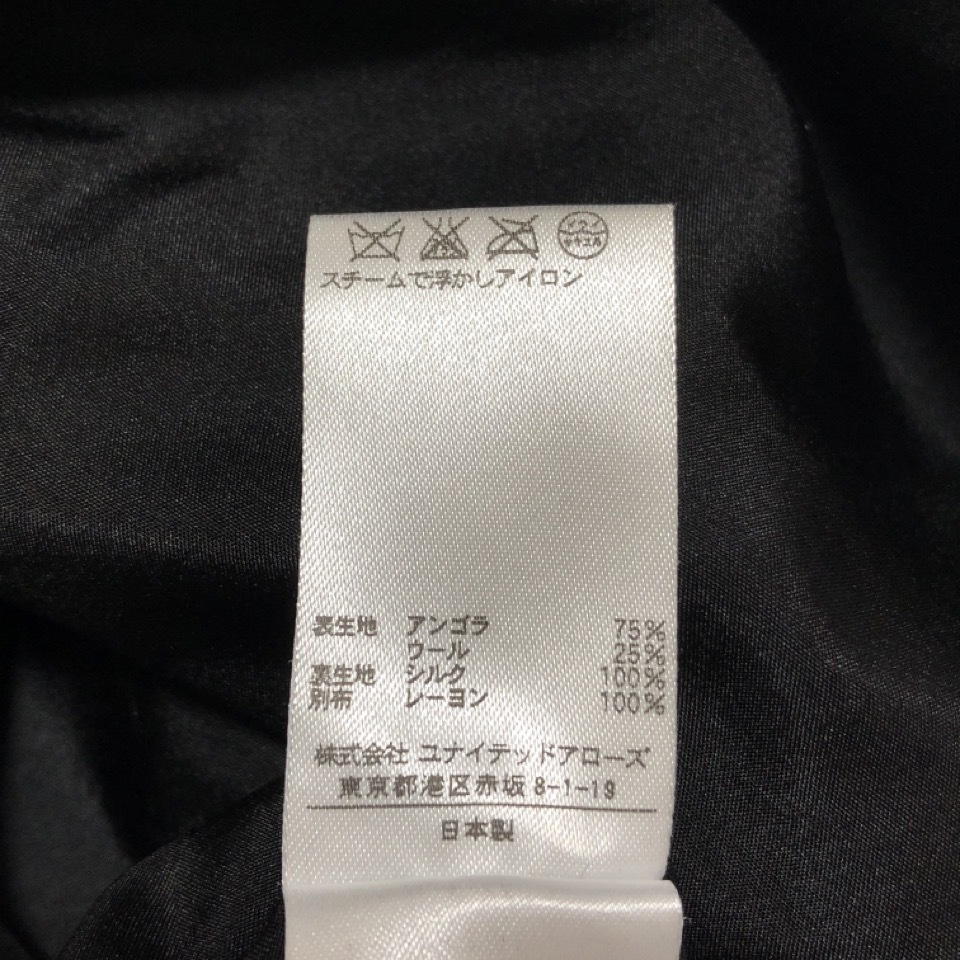 スチームで浮かしアイロン
表生地 アンゴラ 75%
ウール 25%
裏生地 シルク 100%
別布 レーヨン 100%
株式会社 ユナイテッドアローズ
東京都港区赤坂 8-1-19
日本製